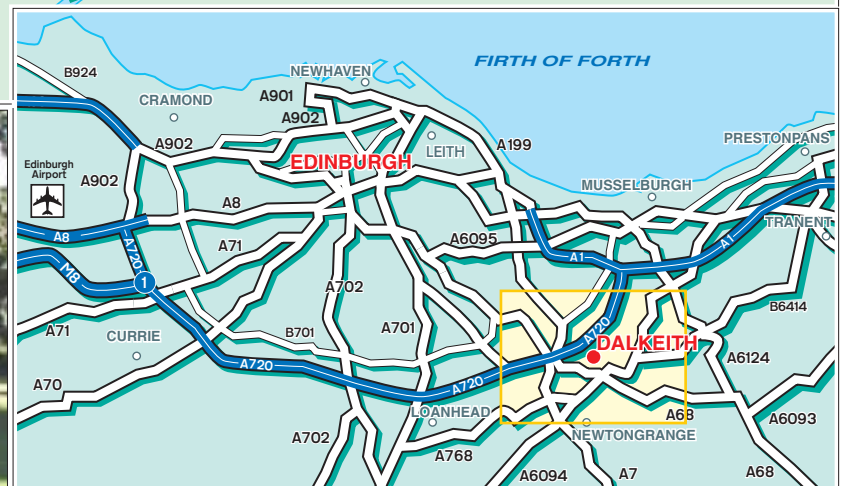 FIRTH OF FORTH
B924
NEWHAVEN
CRAMOND
A901
A902
A902
A199
PRESTONPANS
LEITH
EDINBURGH
Edinburgh
Airport
A902
MUSSELBURGH
A8
TRANENT
A8
A720
A71
A6095
A1
A1
M8
1
A702
B6414
A71
CURRIE
B701
A701
A720
DALKEITH
A6124
A720
A720
A70
LOANHEAD
A68
A6093
NEWTONGRANGE
A702
A768
A6094
A7
A68